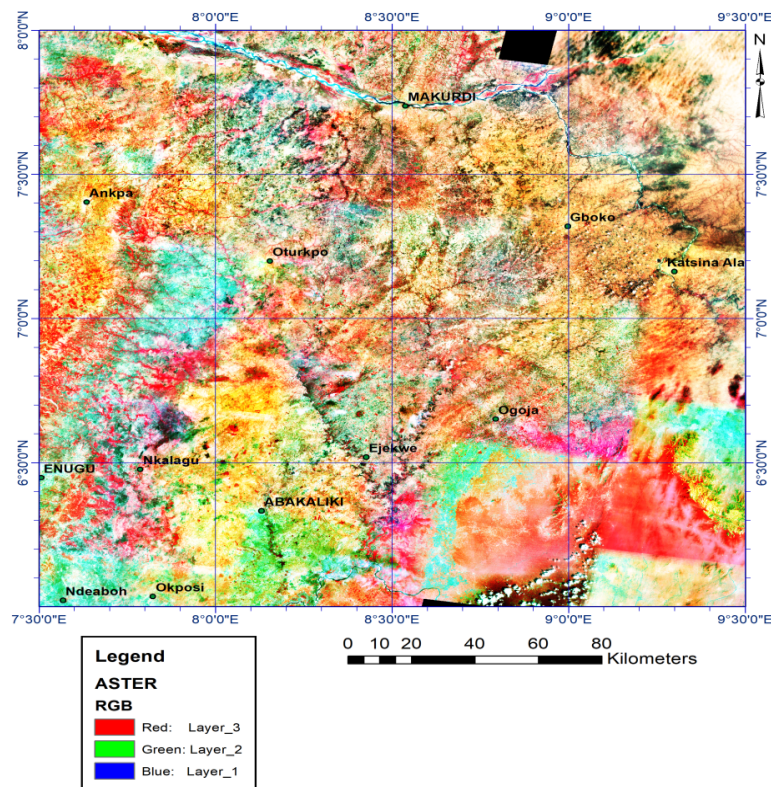 8°0'0"E 8°30'0"E 9°0'0"E 9°30'0"E
8°0'0"N 8°0'0"N
N
MAKURDI
7°30'0"N 7°30'0"N
Ankpa
Gboko
Oturkpo
Katsina Ala
7°0'0"N 7°0'0"N
Ogoja
Ejekwe
Nkalagu
6°30'0"N 6°30'0"N
ENUGU
ABAKALIKI
Okposi
Ndeaboh
7°30'0"E 8°0'0"E 8°30'0"E 9°0'0"E 9°30'0"E
0 5 10 20 40 60 80
Kilometers
Legend
ASTER
RGB
Red: Layer_3
Green: Layer_2
Blue: Layer_1